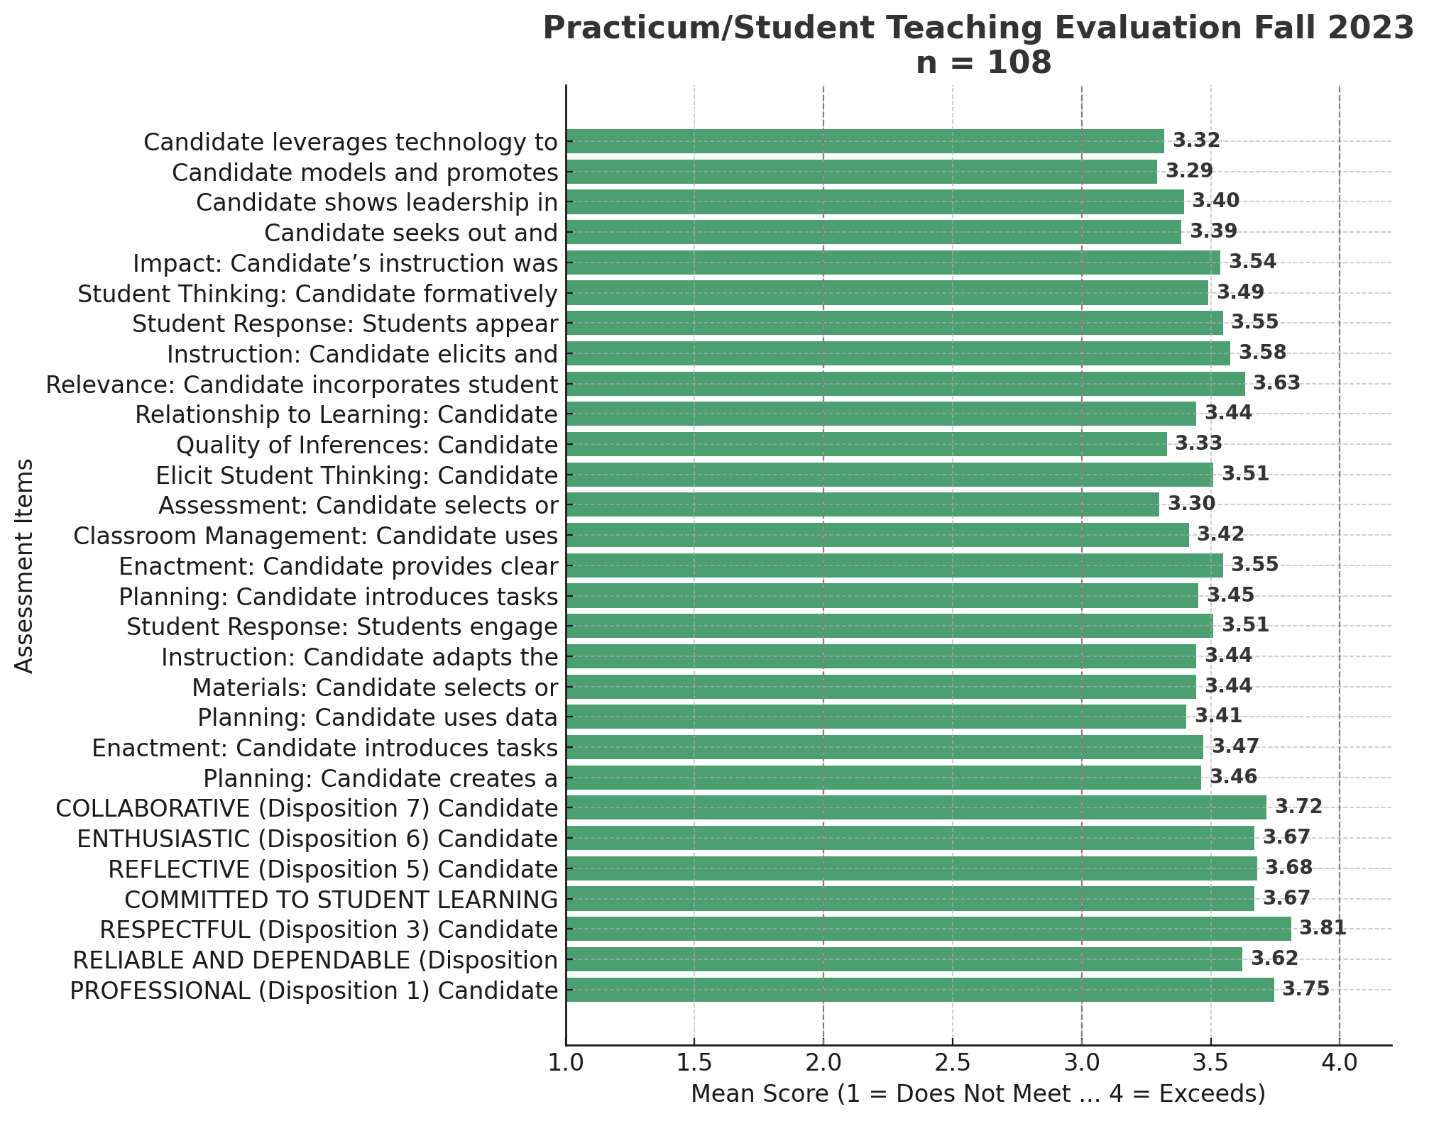 Practicum/Student Teaching Evaluation Fall 2023
n = 108
Candidate leverages technology to 3.32
Candidate models and promotes 3.29
Candidate shows leadership in 3.40
Candidate seeks out and 3.39
Impact: Candidate’s instruction was 3.54
Student Thinking: Candidate formatively 3.49
Student Response: Students appear 3.55
Instruction: Candidate elicits and 3.58
Relevance: Candidate incorporates student 3.63
Relationship to Learning: Candidate 3.44
Quality of Inferences: Candidate 3.33
Elicit Student Thinking: Candidate 3.51
Assessment: Candidate selects or 3.30
Classroom Management: Candidate uses 3.42
Enactment: Candidate provides clear 3.55
Planning: Candidate introduces tasks 3.45
Student Response: Students engage 3.51
Instruction: Candidate adapts the 3.44
Materials: Candidate selects or 3.44
Planning: Candidate uses data 3.41
Enactment: Candidate introduces tasks 3.47
Planning: Candidate creates a 3.46
COLLABORATIVE (Disposition 7) Candidate 3.72
ENTHUSIASTIC (Disposition 6) Candidate 3.67
REFLECTIVE (Disposition 5) Candidate 3.68
COMMITTED TO STUDENT LEARNING 3.67
RESPECTFUL (Disposition 3) Candidate 3.81
RELIABLE AND DEPENDABLE (Disposition 3.62
PROFESSIONAL (Disposition 1) Candidate 3.75
Assessment Items
1.0 1.5 2.0 2.5 3.0 3.5 4.0
Mean Score (1 = Does Not Meet ... 4 = Exceeds)